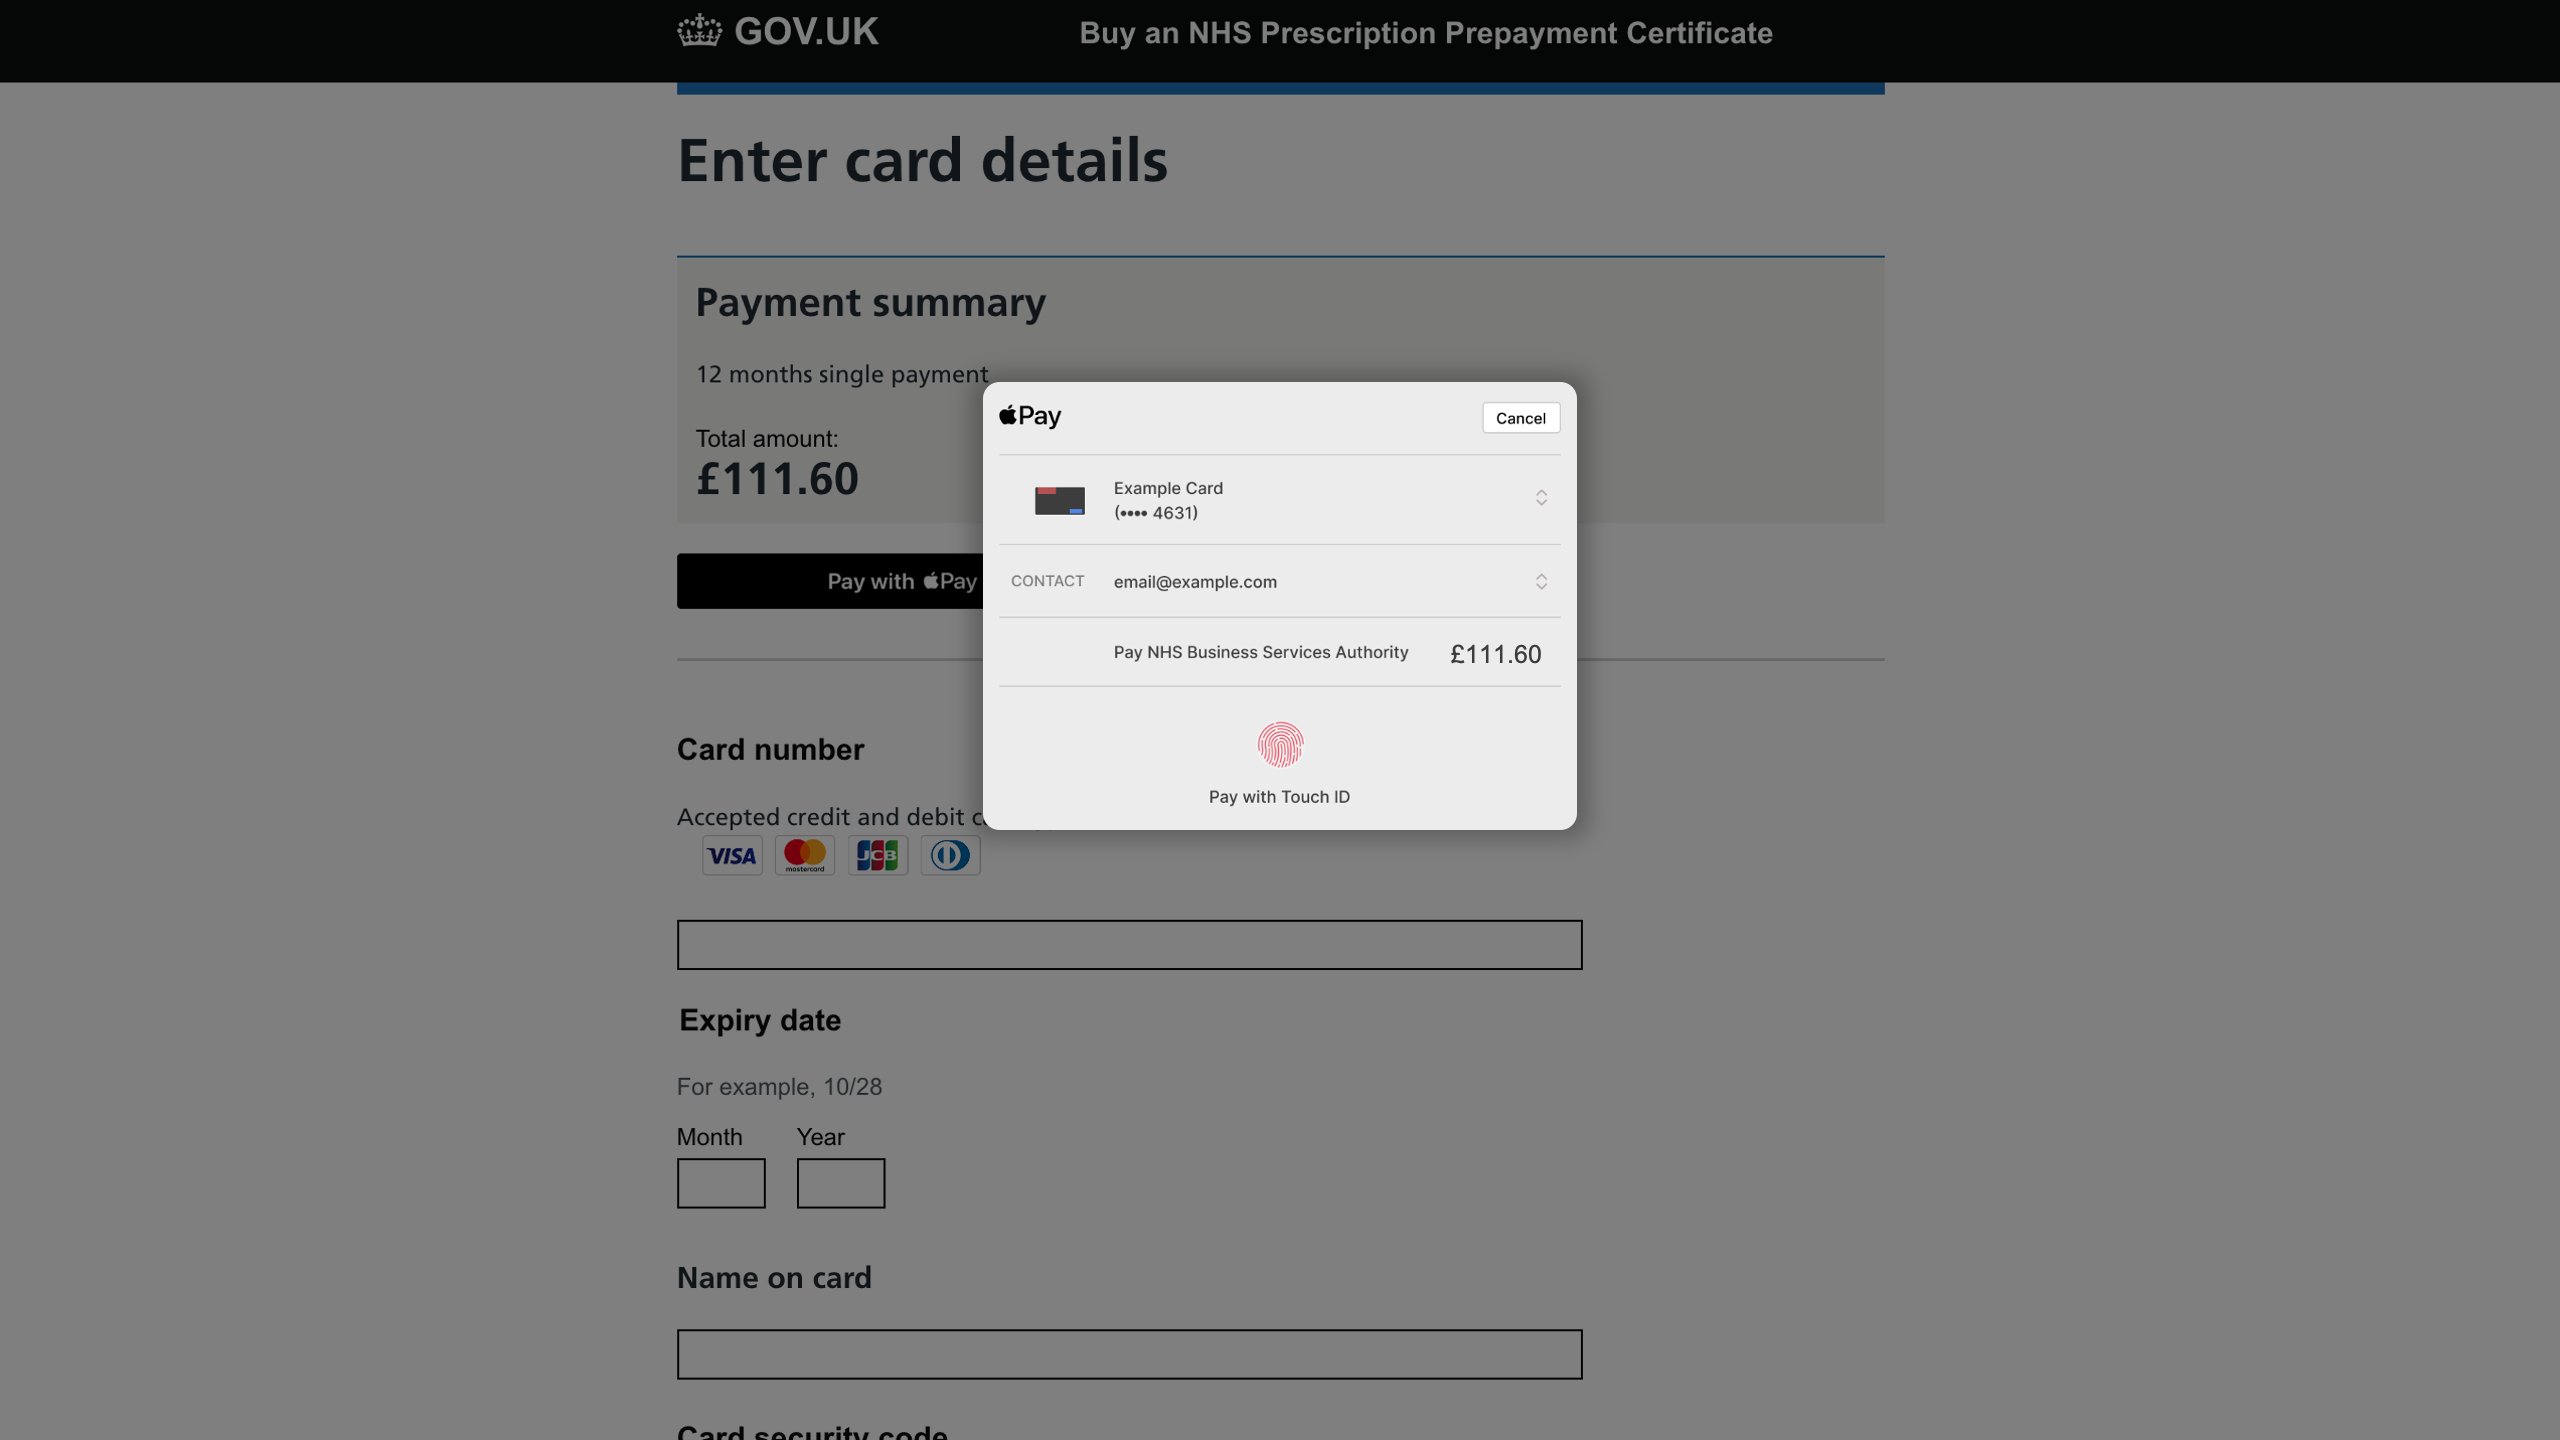 GOV.UK
Buy an NHS Prescription Prepayment Certificate
Enter card details
Payment summary
12 months single payment
Total amount:
£111.60
Pay with Pay
Pay
Cancel
Example Card
(•••• 4631)
CONTACT
email@example.com
Pay NHS Business Services Authority
£111.60
Pay with Touch ID
Card number
Accepted credit and debit
VISA
mastercard
JCB
Expiry date
For example, 10/28
Month
Year
Name on card
Card security code